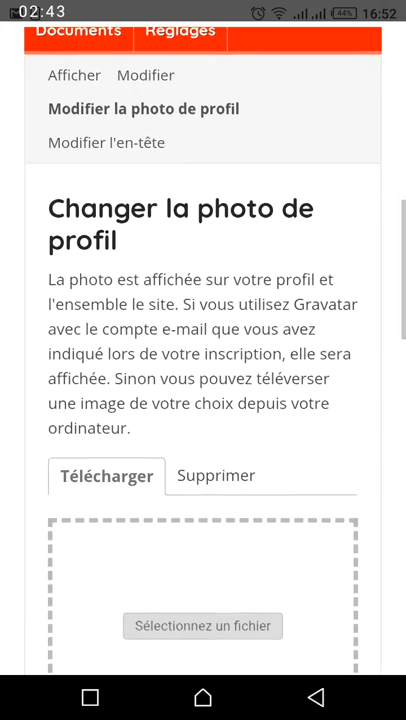 02:43
44%
16:52
Documents
Réglages
Afficher Modifier
Modifier la photo de profil
Modifier l'en-tête
Changer la photo de
profil
La photo est affichée sur votre profil et
l'ensemble le site. Si vous utilisez Gravatar
avec le compte e-mail que vous avez
indiqué lors de votre inscription, elle sera
affichée. Sinon vous pouvez téléverser
une image de votre choix depuis votre
ordinateur.
Télécharger Supprimer
Sélectionnez un fichier